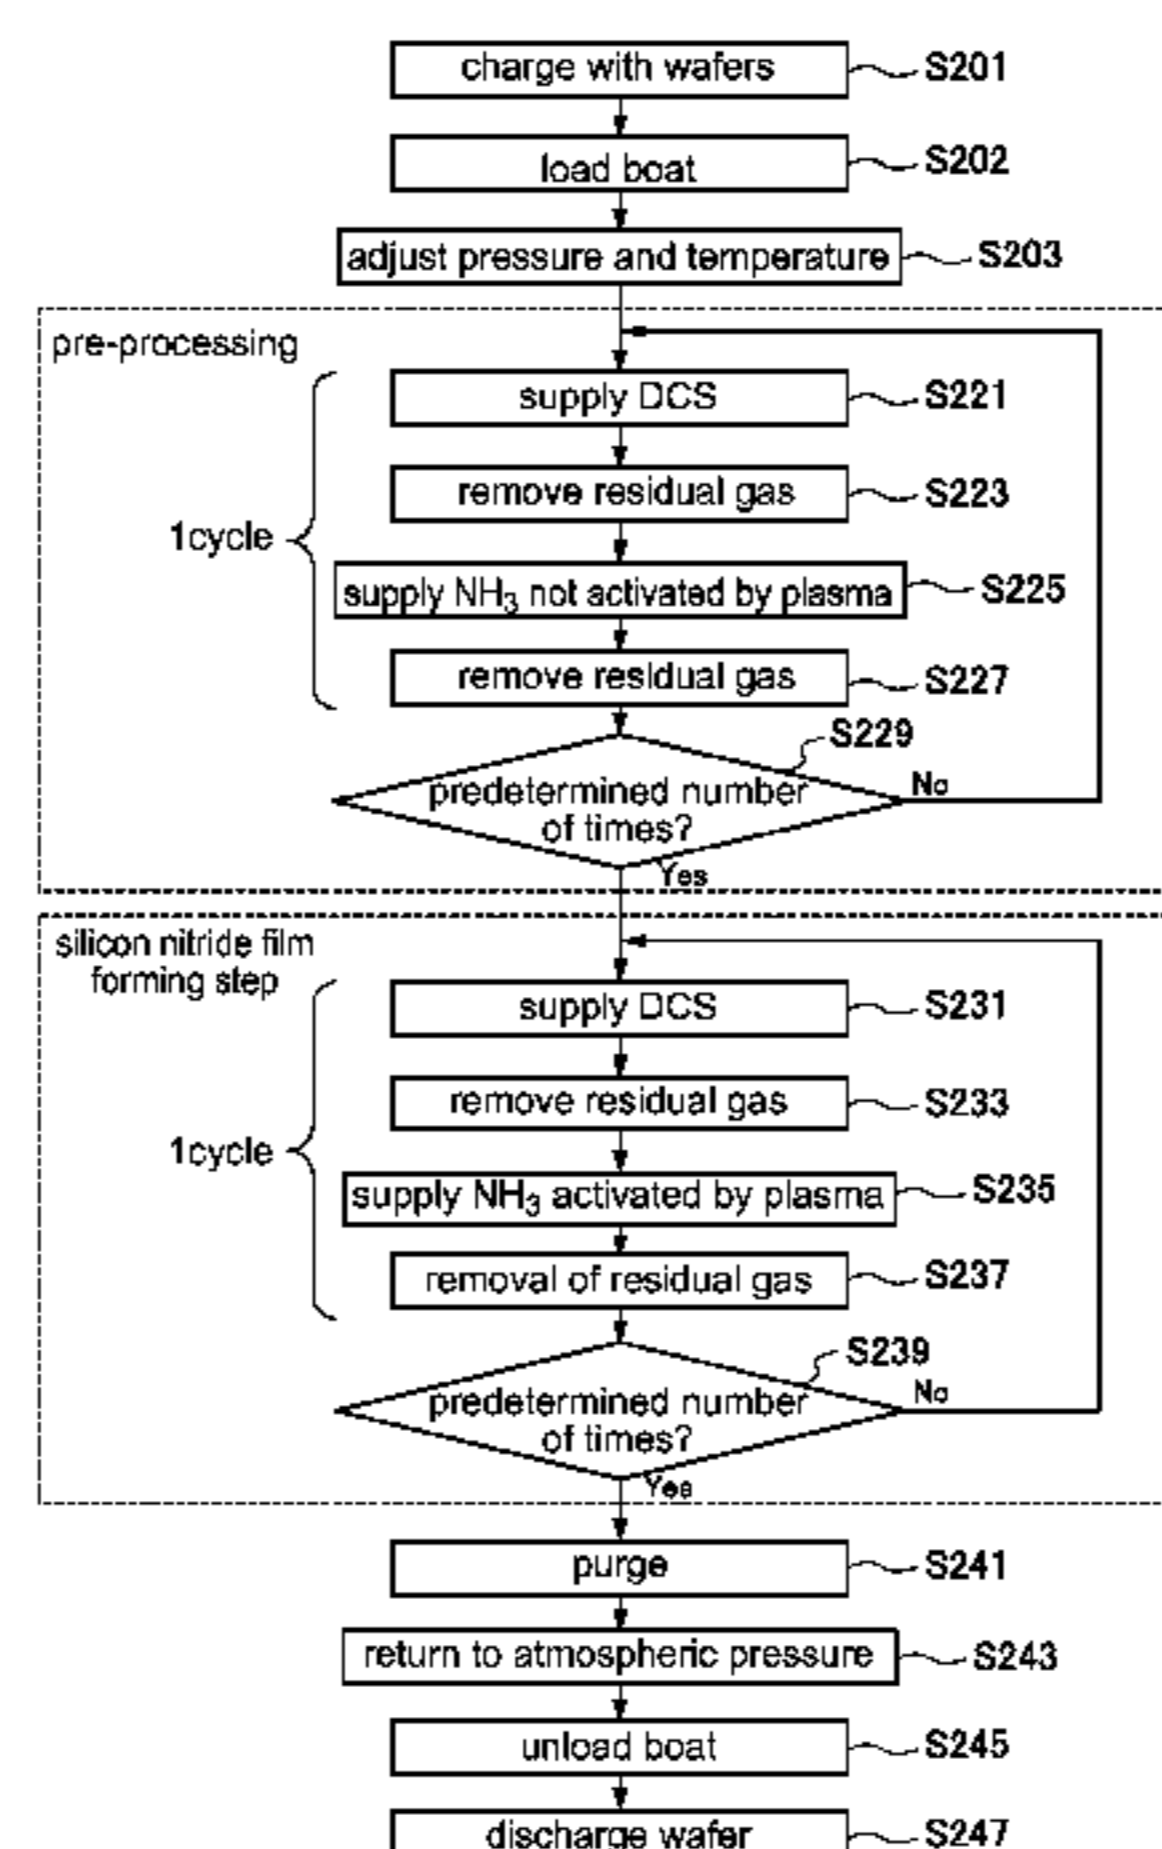 charge with wafers S201
load boat S202
adjust pressure and temperature S203
pre-processing
supply DCS S221
remove residual gas S223
1cycle
supply NH3 not activated by plasma S225
remove residual gas S227
S229
predetermined number
of times?
No
Yes
silicon nitride film
forming step
supply DCS S231
remove residual gas S233
1cycle
supply NH3 activated by plasma S235
removal of residual gas S237
S239
predetermined number
of times?
No
Yes
purge S241
return to atmospheric pressure S243
unload boat S245
discharge wafer S247